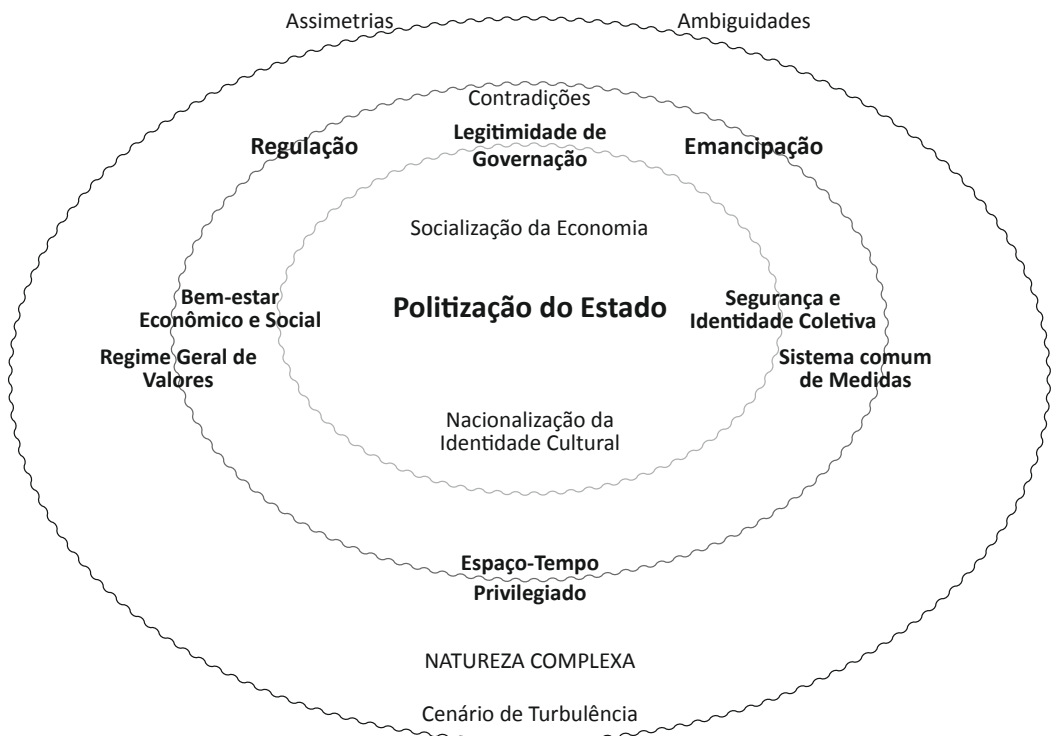 Assimetrias
Ambiguidades
Contradições
Regulação
Legitimidade de
Governação
Emancipação
Socialização da Economia
Bem-estar
Econômico e Social
Politização do Estado
Segurança e
Identidade Coletiva
Regime Geral de
Valores
Sistema comum
de Medidas
Nacionalização da
Identidade Cultural
Espaço-Tempo
Privilegiado
NATUREZA COMPLEXA
Cenário de Turbulência